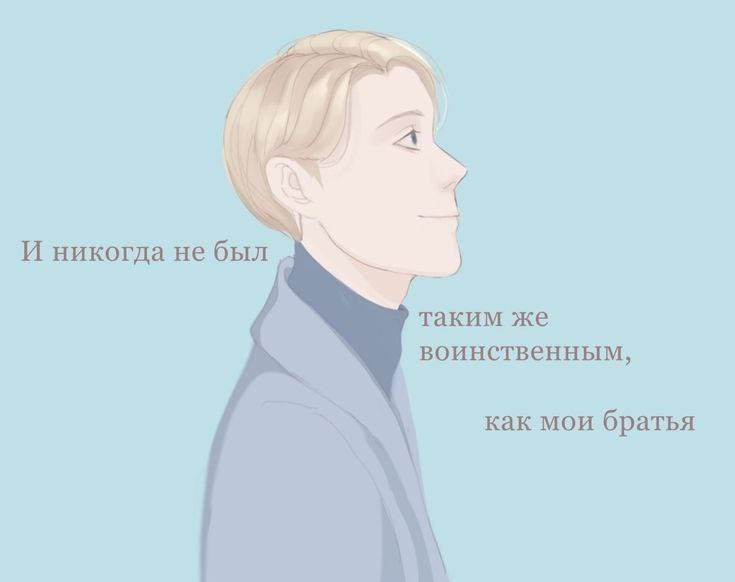 И никогда не был
таким же
воинственным,
как мои братья